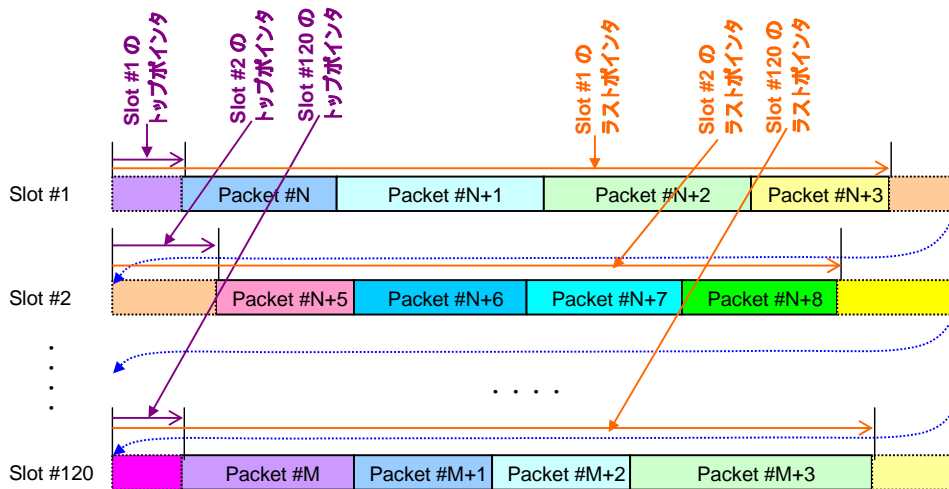 Slot #1 の
トップポインタ
Slot #2 の
トップポインタ
Slot #120 の
トップポインタ
Slot #1 の
ラストポインタ
Slot #2 の
ラストポインタ
Slot #120 の
ラストポインタ
Slot #1
Packet #N
Packet #N+1
Packet #N+2
Packet #N+3
Slot #2
Packet #N+5
Packet #N+6
Packet #N+7
Packet #N+8
・・・・
・・・・
Slot #120
Packet #M
Packet #M+1
Packet #M+2
Packet #M+3